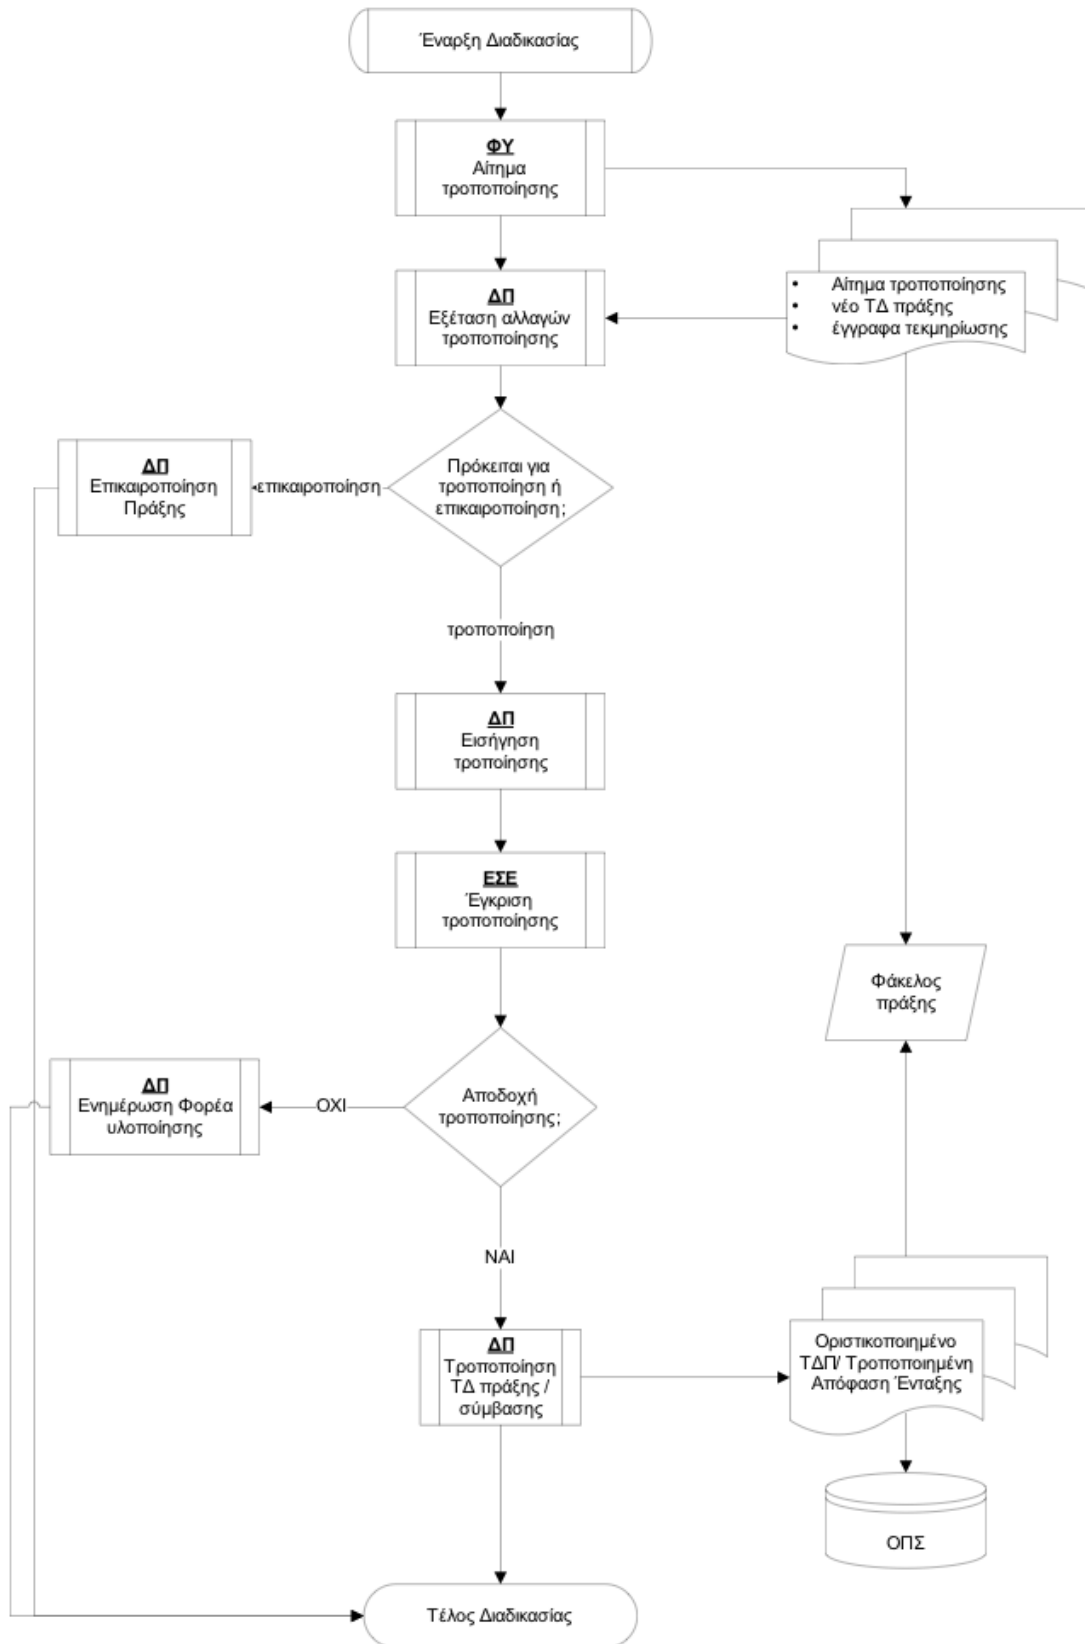 Έναρξη Διαδικασίας
ΦΥ
Αίτημα
τροποποίησης
ΔΠ
Εξέταση αλλαγών
τροποποίησης
• Αίτημα τροποποίησης
• νέο ΤΔ πράξης
• έγγραφα τεκμηρίωσης
Πρόκειται για
τροποποίηση ή
επικαιροποίηση;
επικαιροποίηση
ΔΠ
Επικαιροποίηση
Πράξης
τροποποίηση
ΔΠ
Εισήγηση
τροποίησης
ΕΣΕ
Έγκριση
τροποποίησης
Φάκελος
πράξης
Αποδοχή
τροποποίησης;
ΟΧΙ
ΔΠ
Ενημέρωση Φορέα
υλοποίησης
ΝΑΙ
ΔΠ
Τροποποίηση
ΤΔ πράξης /
σύμβασης
Οριστικοποιημένο
ΤΔΠ/ Τροποποιημένη
Απόφαση Ένταξης
ΟΠΣ
Τέλος Διαδικασίας